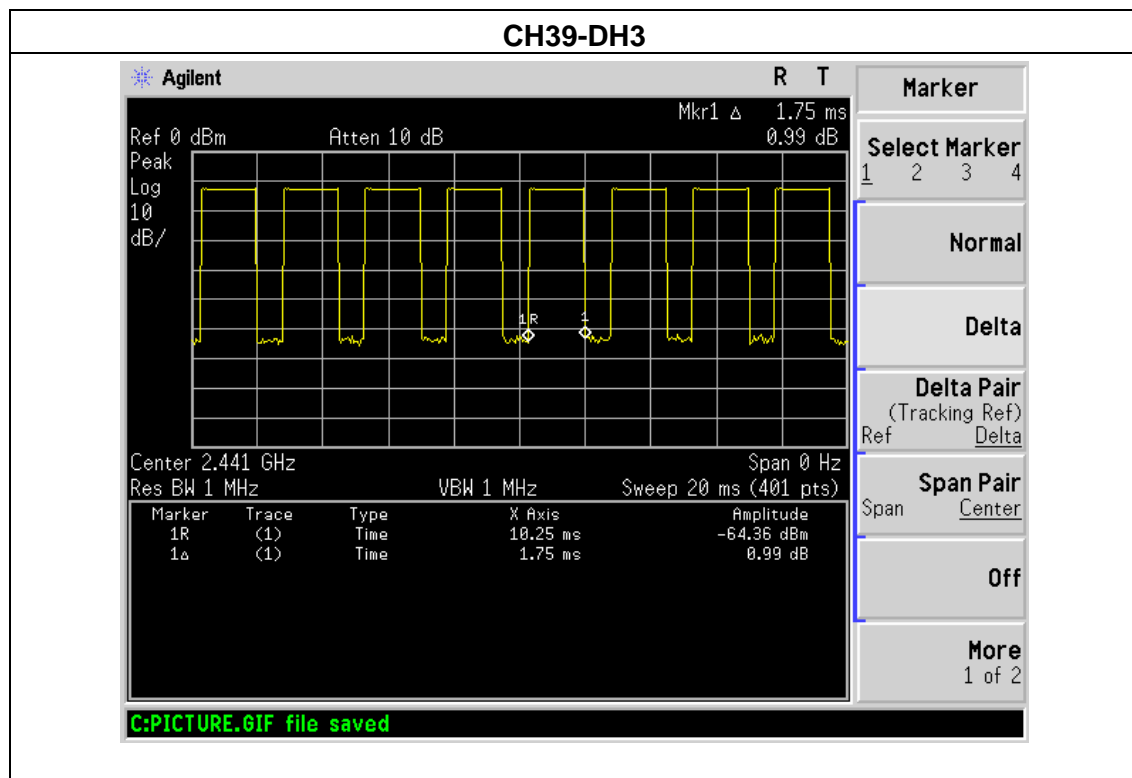 CH39-DH3
Agilent R T
Mkr1 Δ 1.75 ms
Ref 0 dBm Atten 10 dB 0.99 dB
Peak
Log
10
dB/
1R 1
Center 2.441 GHz Span 0 Hz
Res BW 1 MHz VBW 1 MHz Sweep 20 ms (401 pts)
Marker Trace Type X Axis Amplitude
1R (1) Time 10.25 ms -64.36 dBm
1Δ (1) Time 1.75 ms 0.99 dB
C:PICTURE.GIF file saved
Marker
Select Marker
1 2 3 4
Normal
Delta
Delta Pair
(Tracking Ref)
Ref Delta
Span Pair
Span Center
Off
More
1 of 2